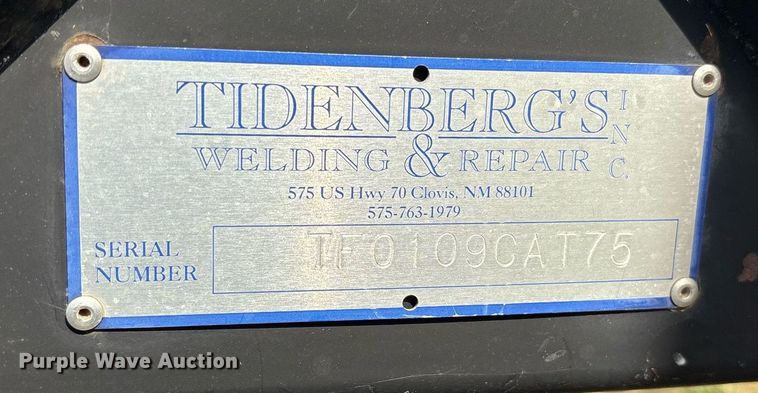 TIDENBERG'S INC.
WELDING & REPAIR
575 US Hwy 70 Clovis, NM 88101
575-763-1979
SERIAL NUMBER
TF0109CAT75
Purple Wave Auction